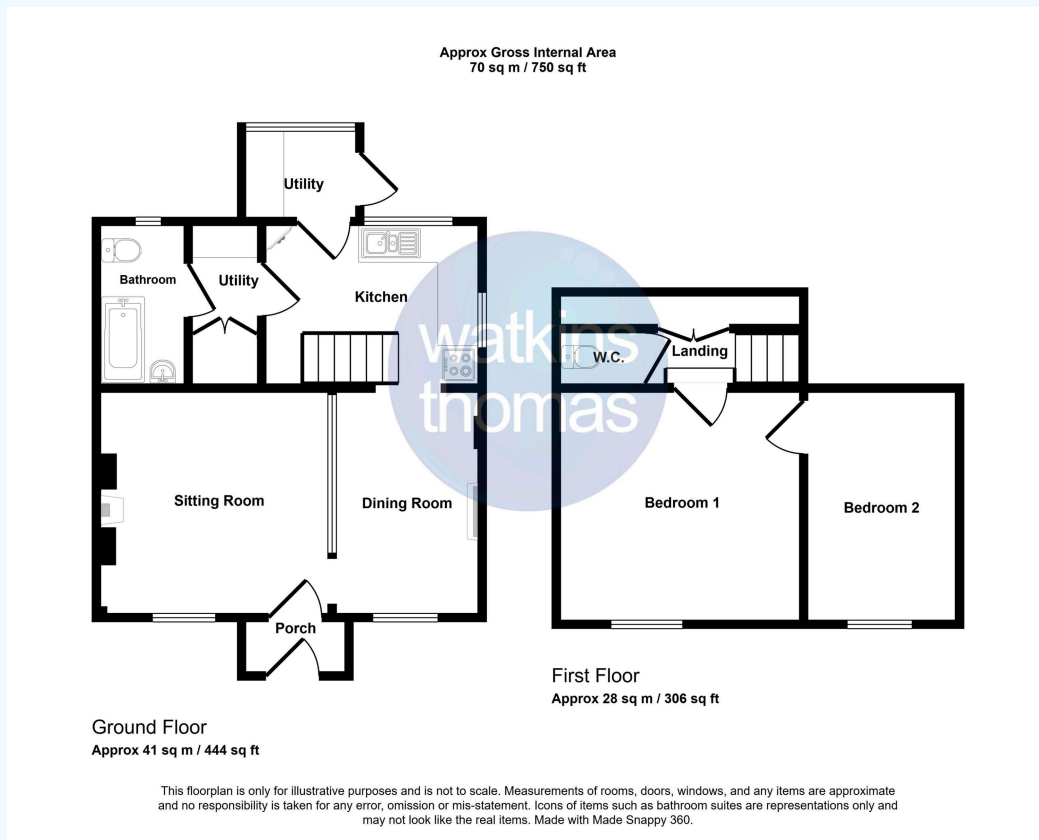 Approx Gross Internal Area
70 sq m / 750 sq ft
Utility
Bathroom
Utility
Kitchen
watkins
thomas
W.C.
Landing
Sitting Room
Dining Room
Bedroom 1
Bedroom 2
Porch
First Floor
Approx 28 sq m / 306 sq ft
Ground Floor
Approx 41 sq m / 444 sq ft
This floorplan is only for illustrative purposes and is not to scale. Measurements of rooms, doors, windows, and any items are approximate
and no responsibility is taken for any error, omission or mis-statement. Icons of items such as bathroom suites are representations only and
may not look like the real items. Made with Made Snappy 360.